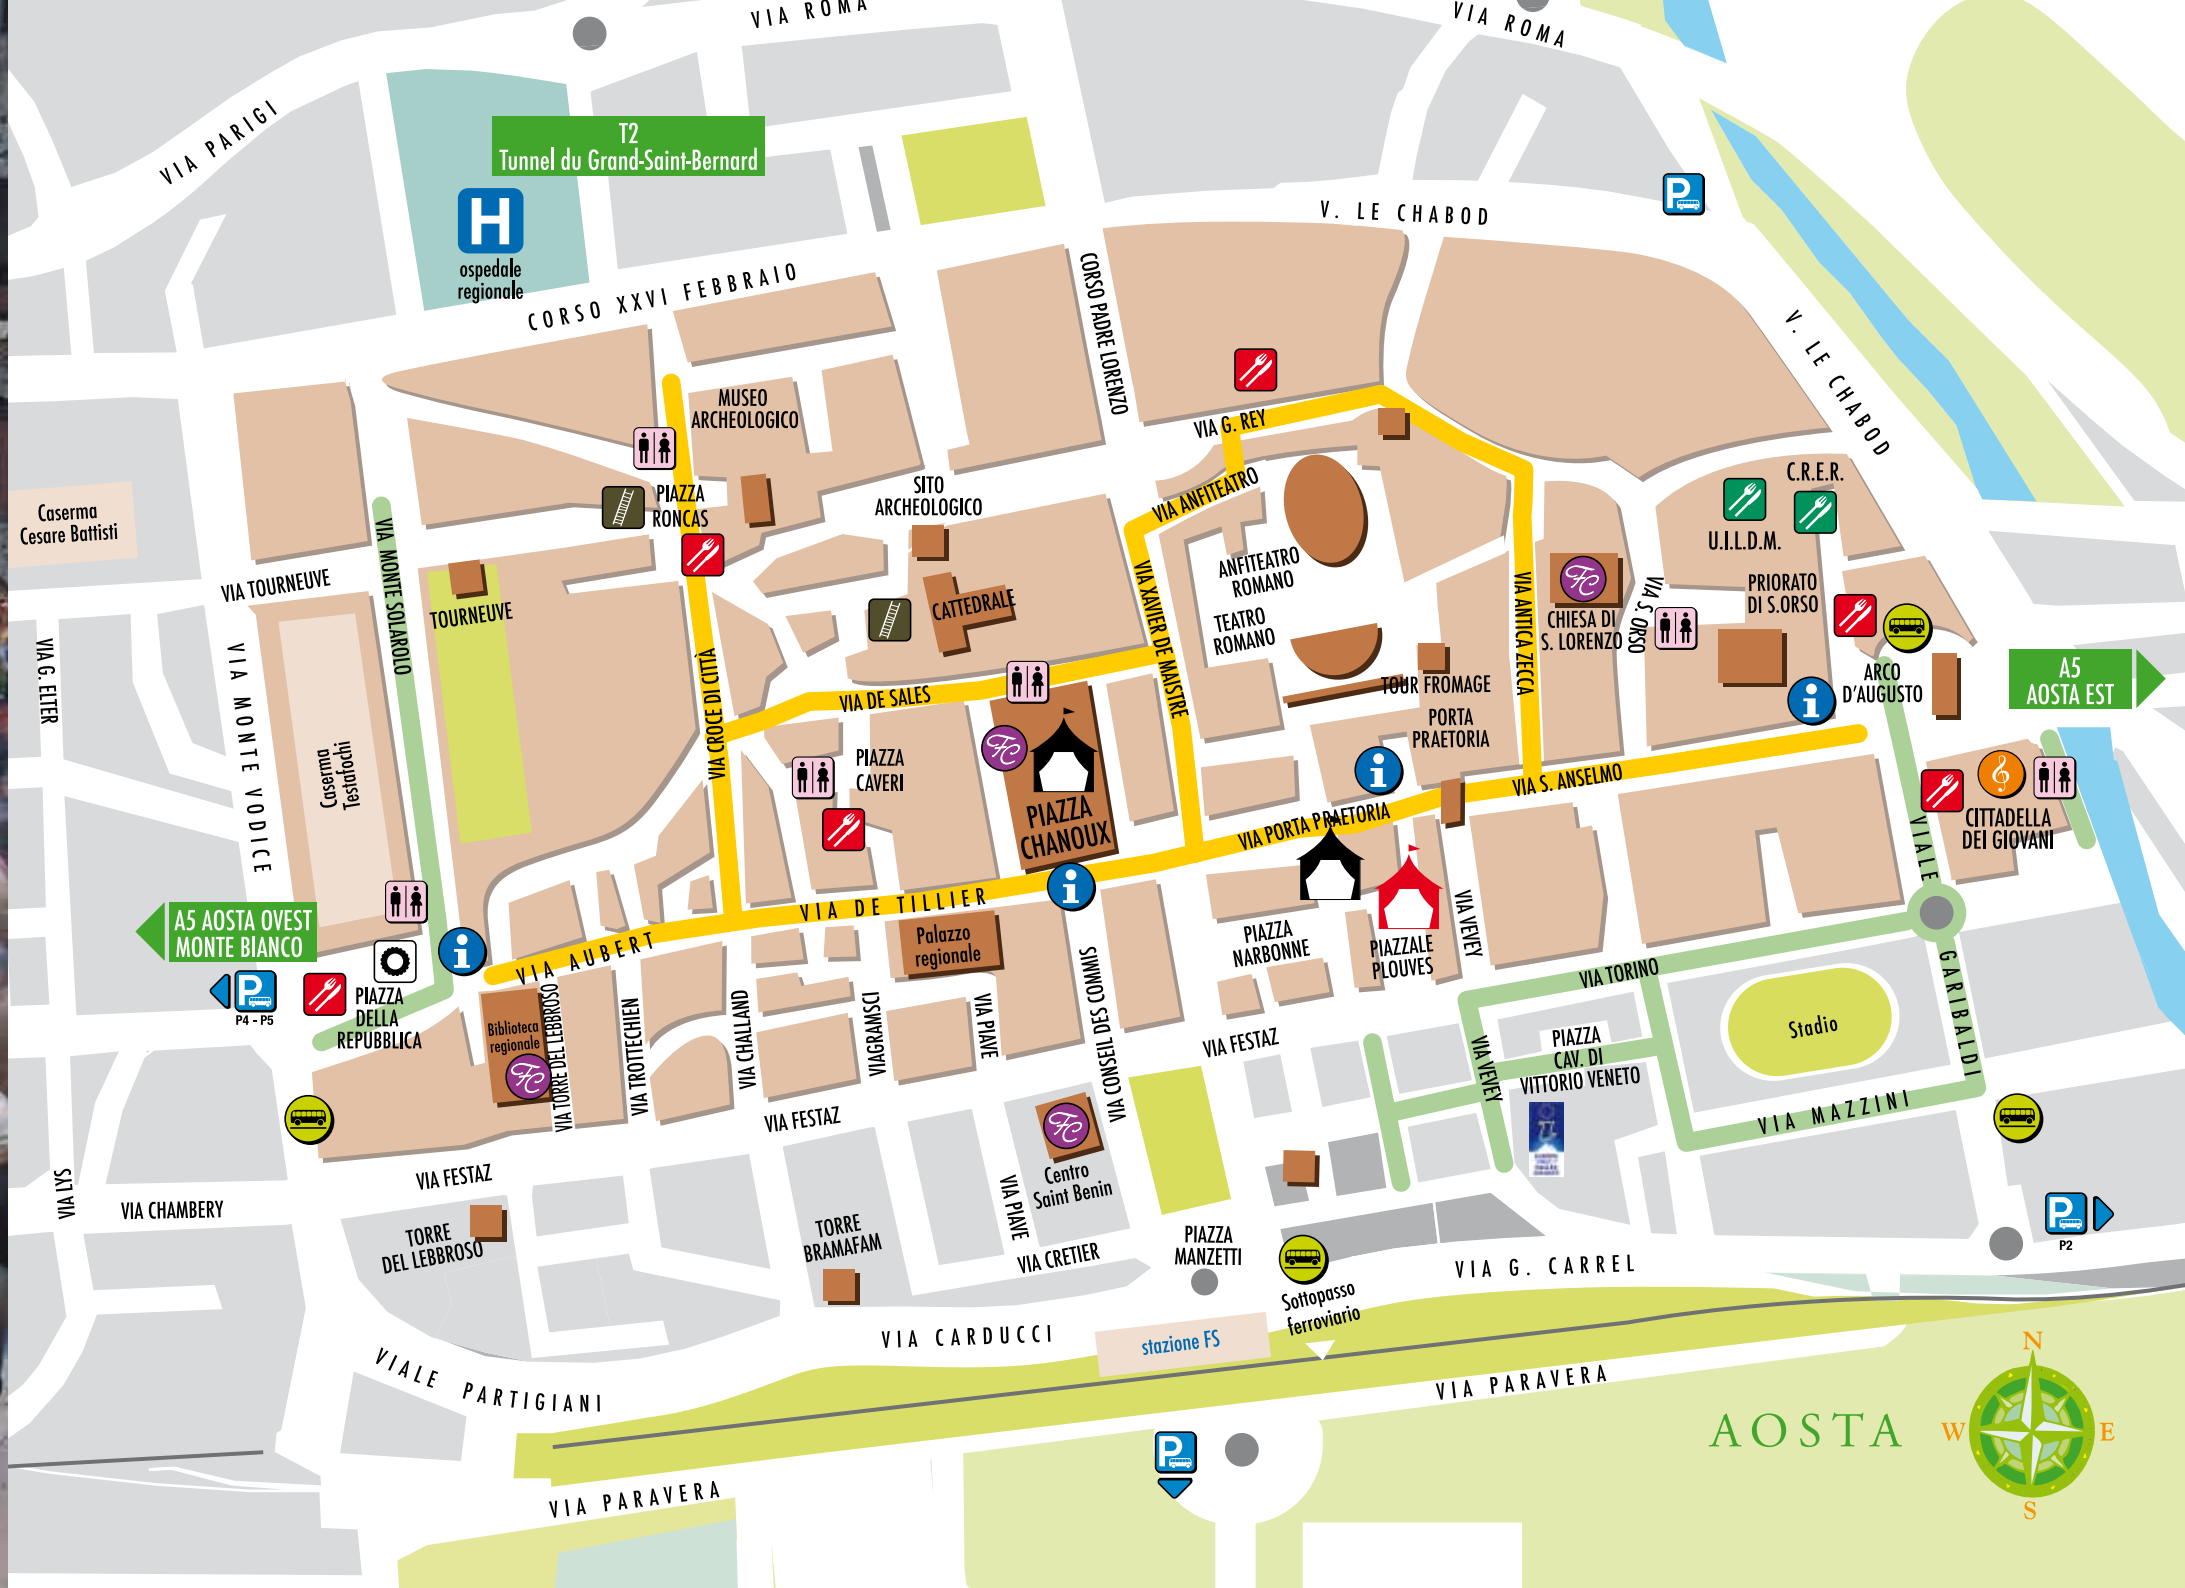 VIA ROMA
VIA ROMA
VIA PARIGI
T2
Tunnel du Grand-Saint-Bernard
H
ospedale
regionale
P
V. LE CHABOD
CORSO XXVI FEBBRAIO
CORSO PADRE LORENZO
V. LE CHABOD
MUSEO
ARCHEOLOGICO
VIA G. REY
Caserma
Cesare Battisti
PIAZZA
RONCAS
SITO
ARCHEOLOGICO
VIA ANFITEATRO
C.R.E.R.
U.I.L.D.M.
VIA TOURNEUVE
VIA MONTE SOLAROLO
TOURNEUVE
CATTEDRALE
ANFITEATRO
ROMANO
TEATRO
ROMANO
VIA XAVIER DE MAISTRE
VIA ANTICA ZECCA
FC
CHIESA DI
S. LORENZO
VIA S. ORSO
PRIORATO
DI S.ORSO
VIA G. ELTER
VIA MONTE VODICE
Caserma
Testafochi
VIA CROCE DI CITTÀ
VIA DE SALES
TOUR FROMAGE
PORTA
PRAETORIA
i
ARCO
D'AUGUSTO
A5
AOSTA EST
PIAZZA
CAVERI
FC
PIAZZA
CHANOUX
i
VIA S. ANSELMO
VIA PORTA PRAETORIA
CITTADELLA
DEI GIOVANI
i
VIA DE TILLIER
A5 AOSTA OVEST
MONTE BIANCO
i
VIA AUBERT
Palazzo
regionale
PIAZZA
NARBONNE
PIAZZALE
PLOUVES
VIA VEVEY
VIALE GARIBALDI
P
P4 - P5
PIAZZA
DELLA
REPUBBLICA
VIA TORINO
Biblioteca
regionale
FC
VIA TORRE DEL LEBBROSO
VIA TROTTECHIEN
VIA CHALLAND
VIAGRAMSCI
VIA PIAVE
VIA CONSEIL DES COMMIS
VIA FESTAZ
VIA VEVEY
PIAZZA
CAV. DI
VITTORIO VENETO
Stadio
VIA MAZZINI
VIA FESTAZ
FC
Centro
Saint Benin
VIA LYS
VIA CHAMBERY
VIA FESTAZ
TORRE
DEL LEBBROSO
TORRE
BRAMAFAM
VIA PIAVE
VIA CRETIER
PIAZZA
MANZETTI
P
P2
VIA G. CARREL
Sottopasso
ferroviario
VIA CARDUCCI
stazione FS
VIALE PARTIGIANI
VIA PARAVERA
N
AOSTA
W
E
S
P
VIA PARAVERA